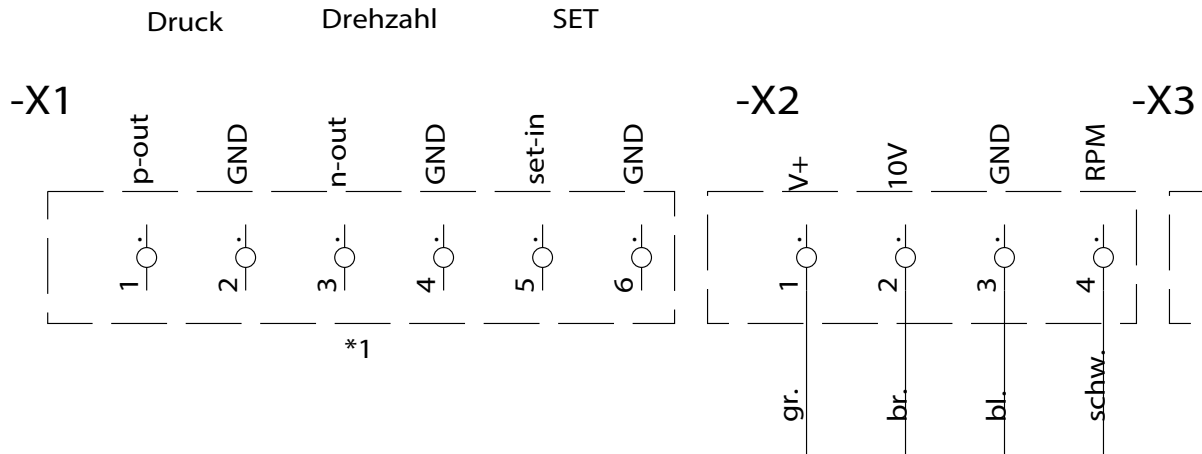 Druck Drehzahl SET
-X1 -X2 -X3
p-out GND n-out GND set-in GND V+ 10V GND RPM
1 2 3 4 5 6 1 2 3 4
*1
gr. br. bl. schw.